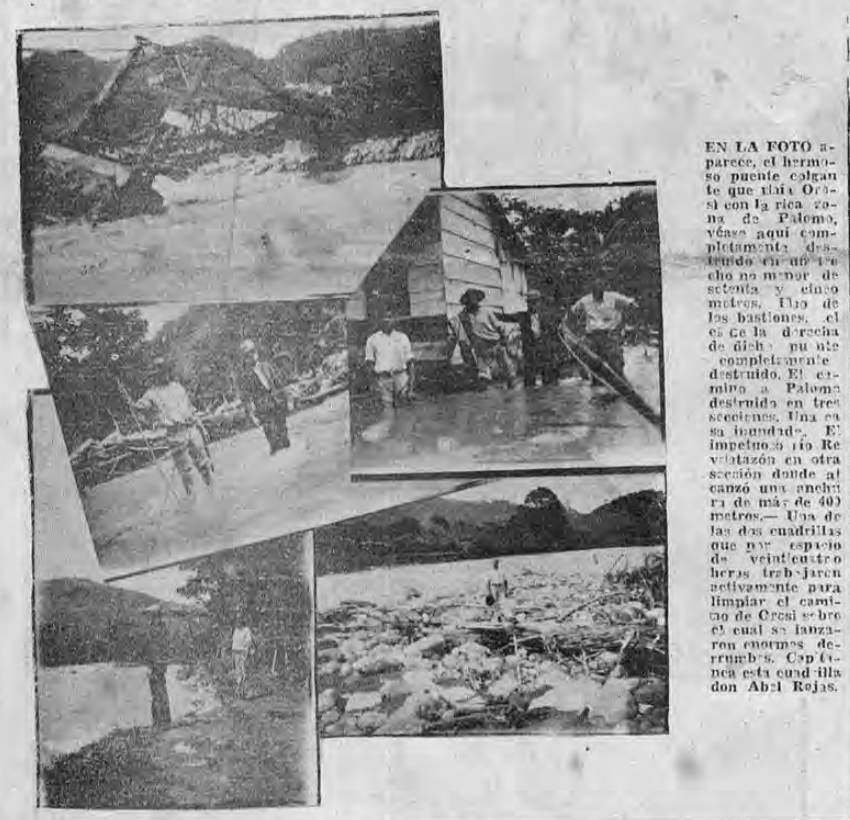 EN LA FOTO a-
parece, el hermo-
so puente colgan
te que Oro-
si con la rica zo-
na de Palomo,
véase aquí com-
pletamente des-
truido en un tre
cho no menor de
setenta y cinco
metros. Uno de
los bastiones, el
de la derecha
de dicho puente
completamente
destruido. El ca-
mino a Palomo
destruido en tres
secciones. Una ca
sa inundada. El
impetuoso río Re
ventazón en otra
sección donde al
canzó una anchu
ra de más de 400
metros.— Una de
las dos cuadrillas
que por espacio
de veinticuatro
horas trabajaron
activamente para
limpiar el cami-
no de Orosi sobre
el cual se lanza-
ron enormes de-
rrumbes. Capita-
nea esta cuadrilla
don Abel Rojas.